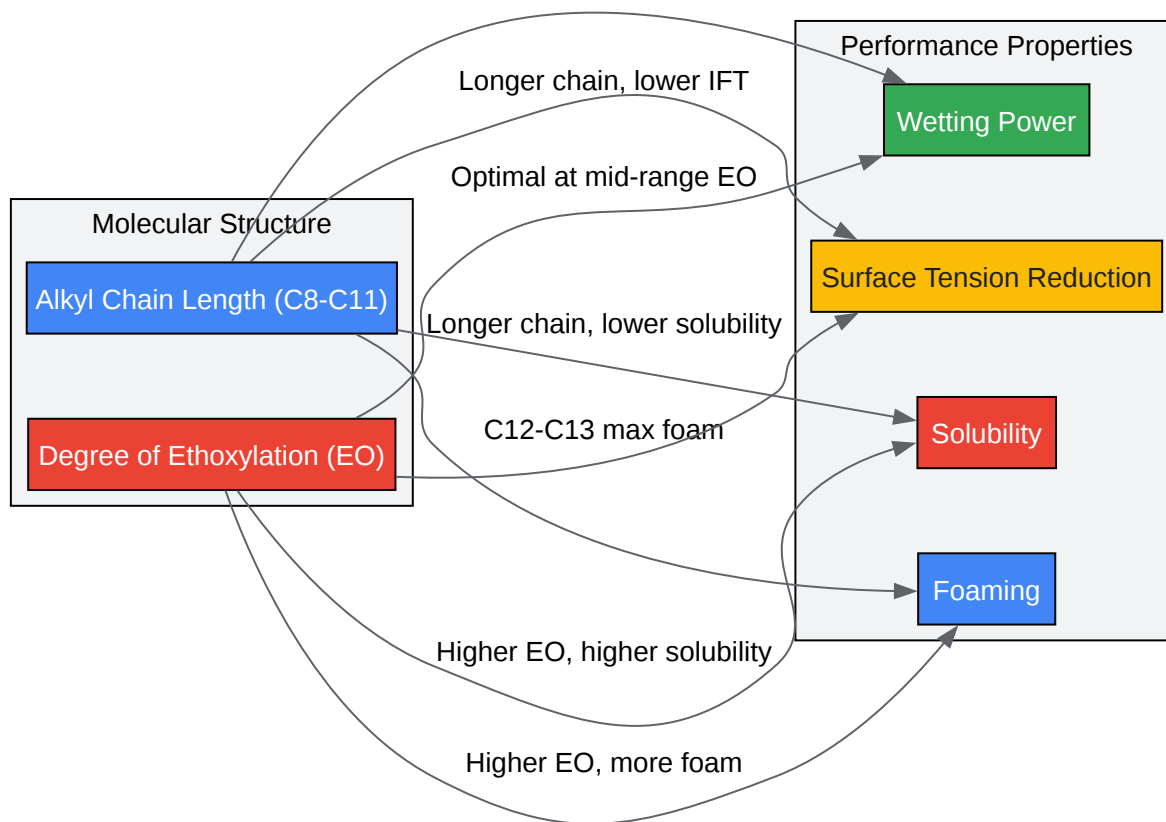 Performance Properties
Wetting Power
Longer chain, lower IFT
Optimal at mid-range EO
Molecular Structure
Alkyl Chain Length (C8-C11)
Surface Tension Reduction
Longer chain, lower solubility
Degree of Ethoxylation (EO)
C12-C13 max foam
Solubility
Foaming
Higher EO, higher solubility
Higher EO, more foam